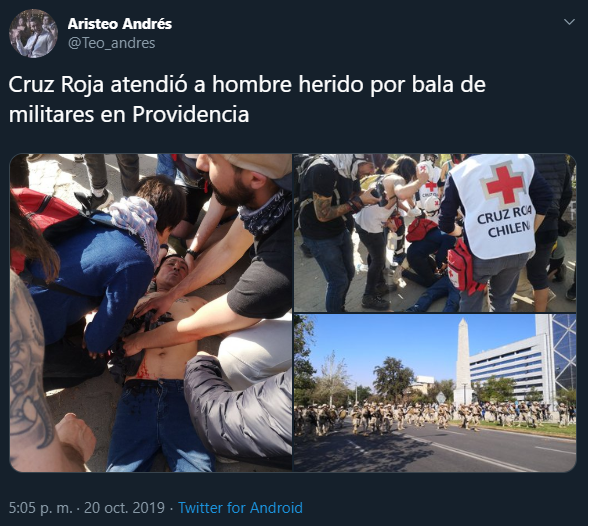 Aristeo Andrés
@Teo_andres
Cruz Roja atendió a hombre herido por bala de
militares en Providencia
CRUZ ROJA
CHILENA
5:05 p. m. · 20 oct. 2019 · Twitter for Android